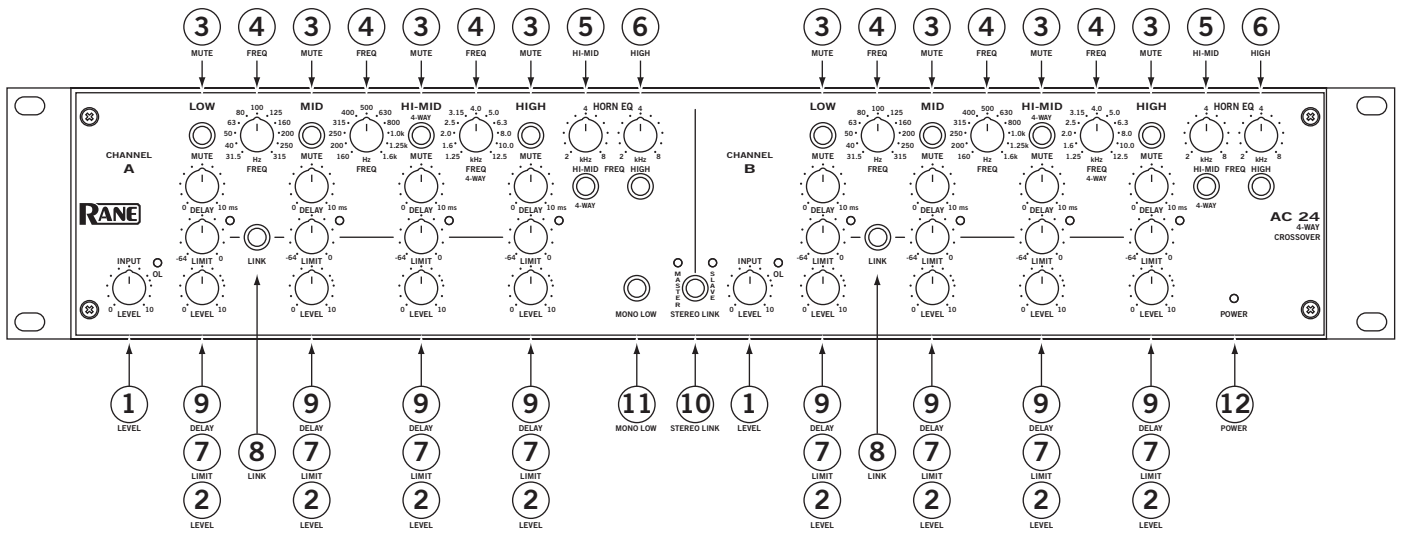 3 4 3 4 3 4 3 5 6 3 4 3 4 3 4 3 5 6
MUTE FREQ MUTE FREQ MUTE FREQ MUTE HI-MID HIGH MUTE FREQ MUTE FREQ MUTE FREQ MUTE HI-MID HIGH
LOW MID HI-MID HIGH HORN EQ LOW MID HI-MID HIGH HORN EQ
4-WAY 4-WAY
31.5 40 50 63 80 100 125 160 200 250 315
160 200 250 315 400 500 630 800 1.0k 1.25k 1.6k
1.25 1.6 2.0 2.5 3.15 4.0 5.0 6.3 8.0 10.0 12.5
2 4 8 2 4 8
31.5 40 50 63 80 100 125 160 200 250 315
160 200 250 315 400 500 630 800 1.0k 1.25k 1.6k
1.25 1.6 2.0 2.5 3.15 4.0 5.0 6.3 8.0 10.0 12.5
2 4 8 2 4 8
MUTE Hz MUTE Hz MUTE kHz MUTE kHz kHz MUTE Hz MUTE Hz MUTE kHz MUTE kHz kHz
CHANNEL CHANNEL
A B
FREQ FREQ FREQ HI-MID FREQ HIGH FREQ FREQ FREQ HI-MID FREQ HIGH
4-WAY 4-WAY
4-WAY 4-WAY
0 DELAY 10 ms 0 DELAY 10 ms 0 DELAY 10 ms 0 DELAY 10 ms 0 DELAY 10 ms 0 DELAY 10 ms 0 DELAY 10 ms 0 DELAY 10 ms
RANE
AC 24
4-WAY
CROSSOVER
-64 LIMIT 0 LINK -64 LIMIT 0 -64 LIMIT 0 -64 LIMIT 0 -64 LIMIT 0 LINK -64 LIMIT 0 -64 LIMIT 0 -64 LIMIT 0
INPUT OL MASTER SLAVE INPUT OL
0 LEVEL 10 0 LEVEL 10 0 LEVEL 10 0 LEVEL 10 0 LEVEL 10 MONO LOW STEREO LINK 0 LEVEL 10 0 LEVEL 10 0 LEVEL 10 0 LEVEL 10 0 LEVEL 10 POWER
1 9 9 9 9 11 10 1 9 9 9 9 12
LEVEL DELAY DELAY DELAY DELAY MONO LOW STEREO LINK LEVEL DELAY DELAY DELAY DELAY POWER
7 8 7 7 7 7 8 7 7 7
LIMIT LINK LIMIT LIMIT LIMIT LIMIT LINK LIMIT LIMIT LIMIT
2 2 2 2 2 2 2 2
LEVEL LEVEL LEVEL LEVEL LEVEL LEVEL LEVEL LEVEL